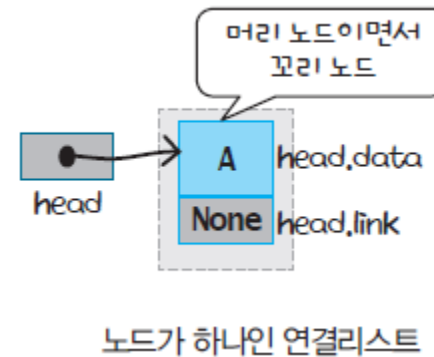 머리 노드이면서
꼬리 노드
A
head.data
head
None
head.link
노드가 하나인 연결리스트